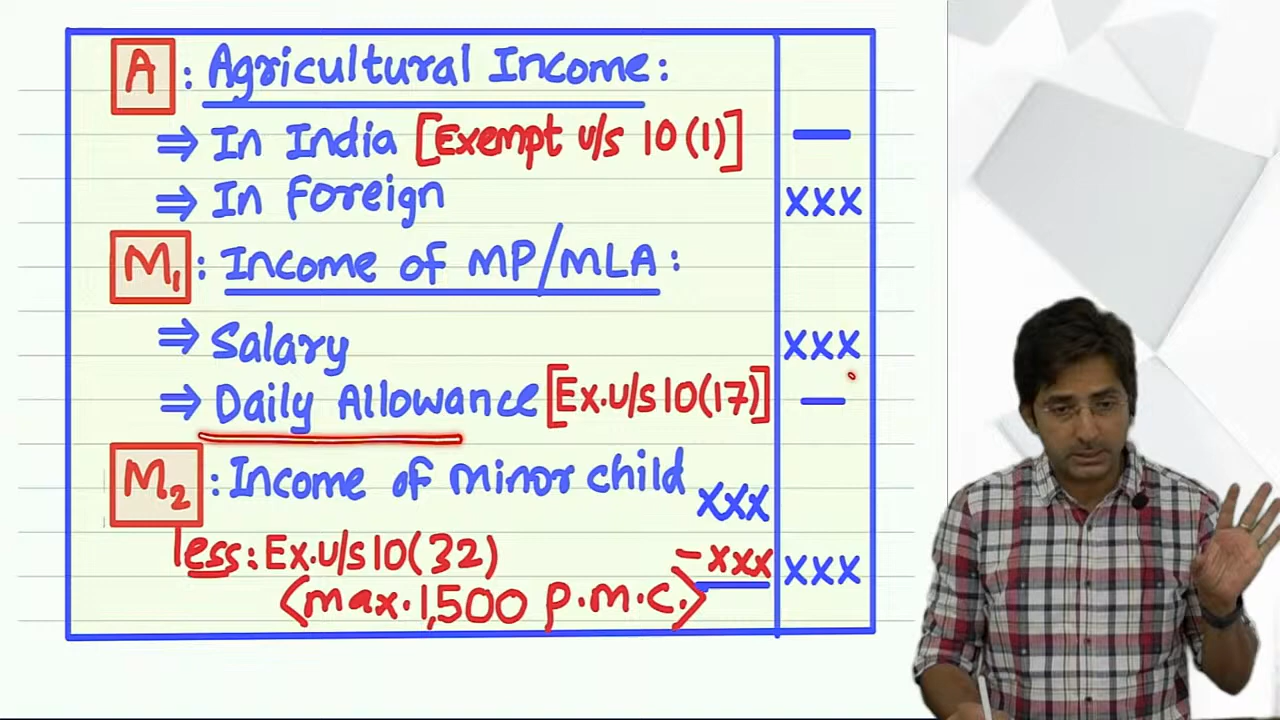 A : Agricultural Income:
⇒ In India [Exempt u/s 10(1)] —
⇒ In Foreign xxx
M1 : Income of MP/MLA:
⇒ Salary xxx
⇒ Daily Allowance [Ex.u/s 10(17)] —
M2 : Income of minor child xxx
less: Ex.u/s 10(32) -xxx xxx
<max. 1,500 p.m.c.>